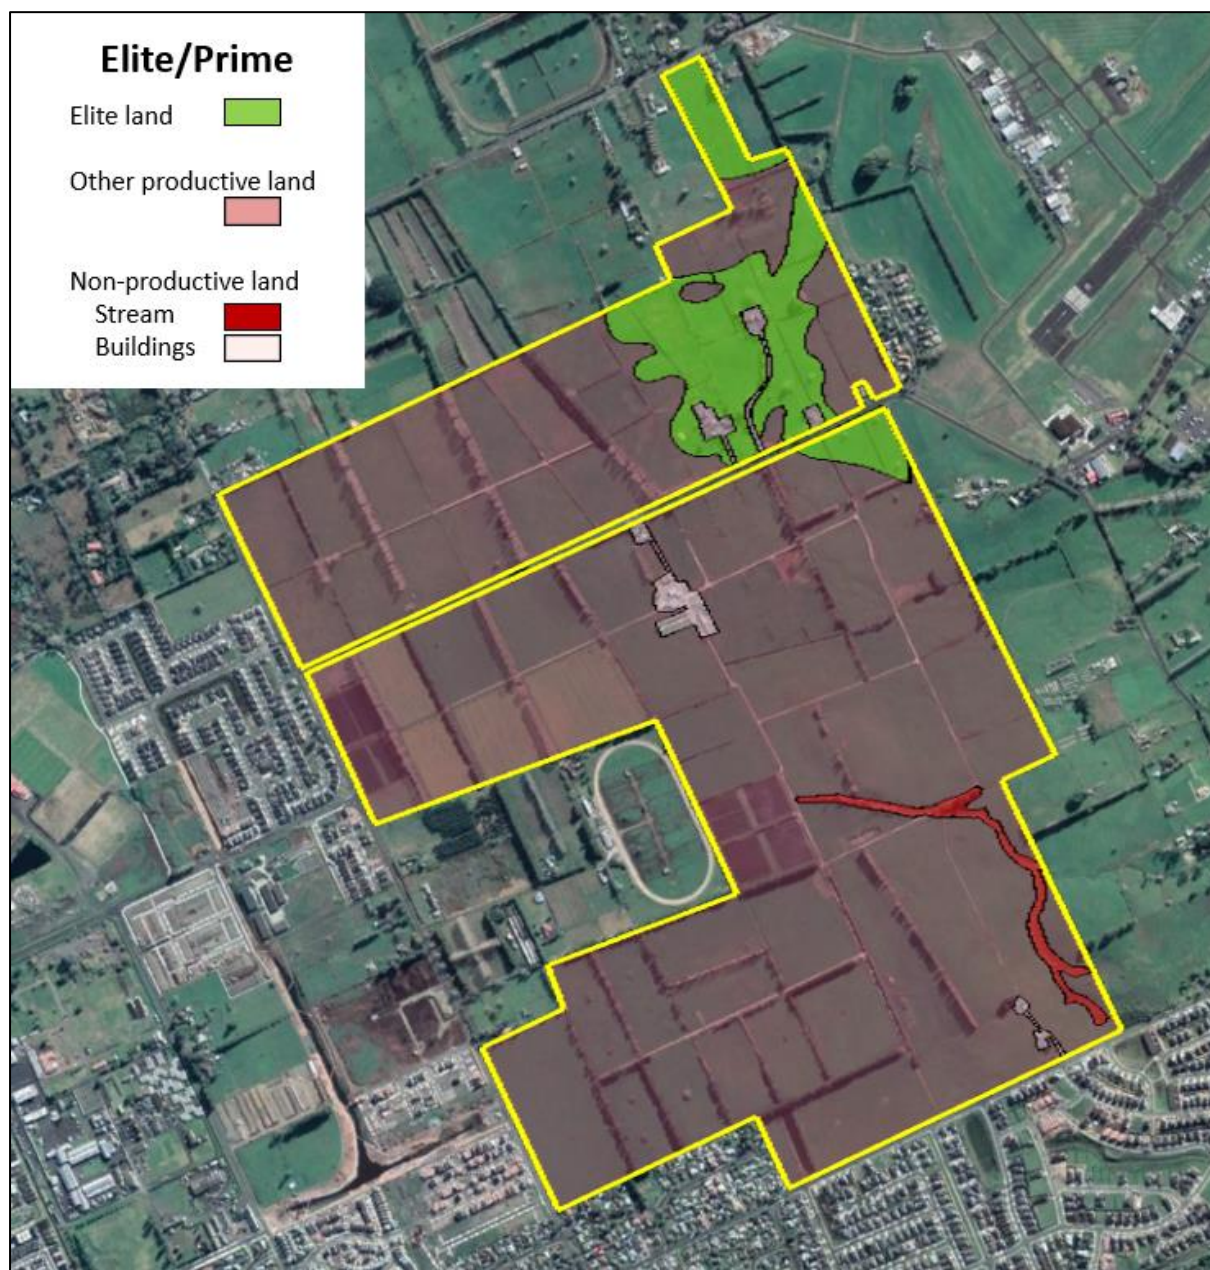 Elite/Prime
Elite land
Other productive land
Non-productive land
Stream
Buildings